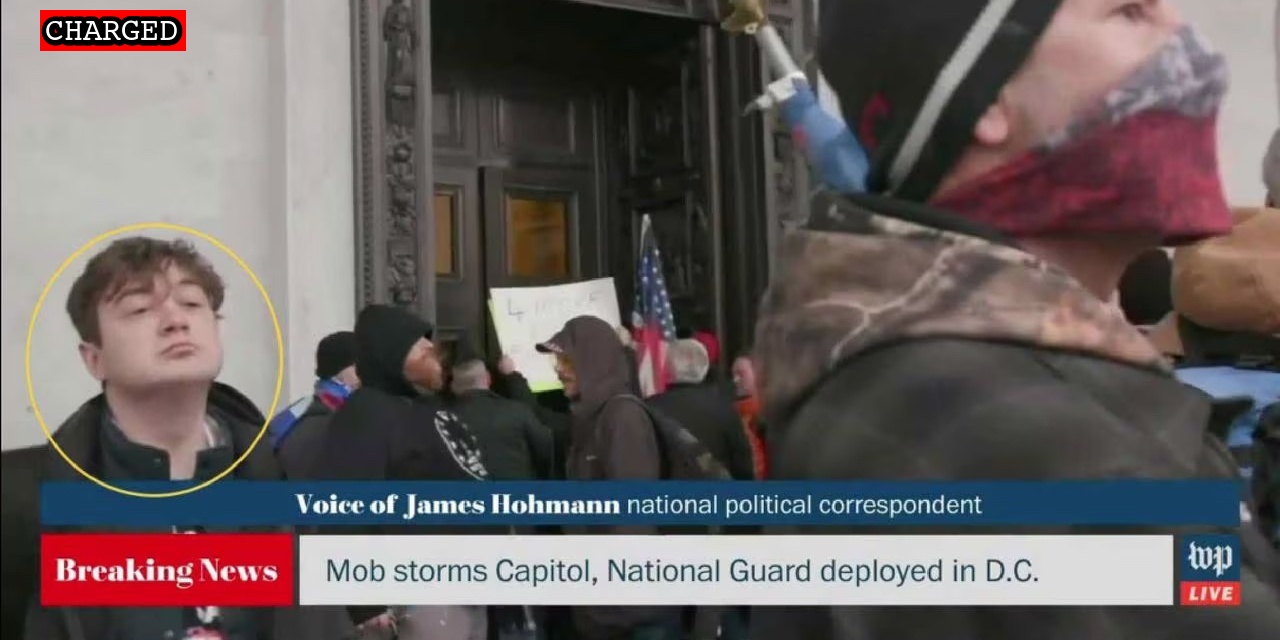 CHARGED
4
Voice of James Hohmann national political correspondent
Breaking News
Mob storms Capitol, National Guard deployed in D.C.
wp
LIVE